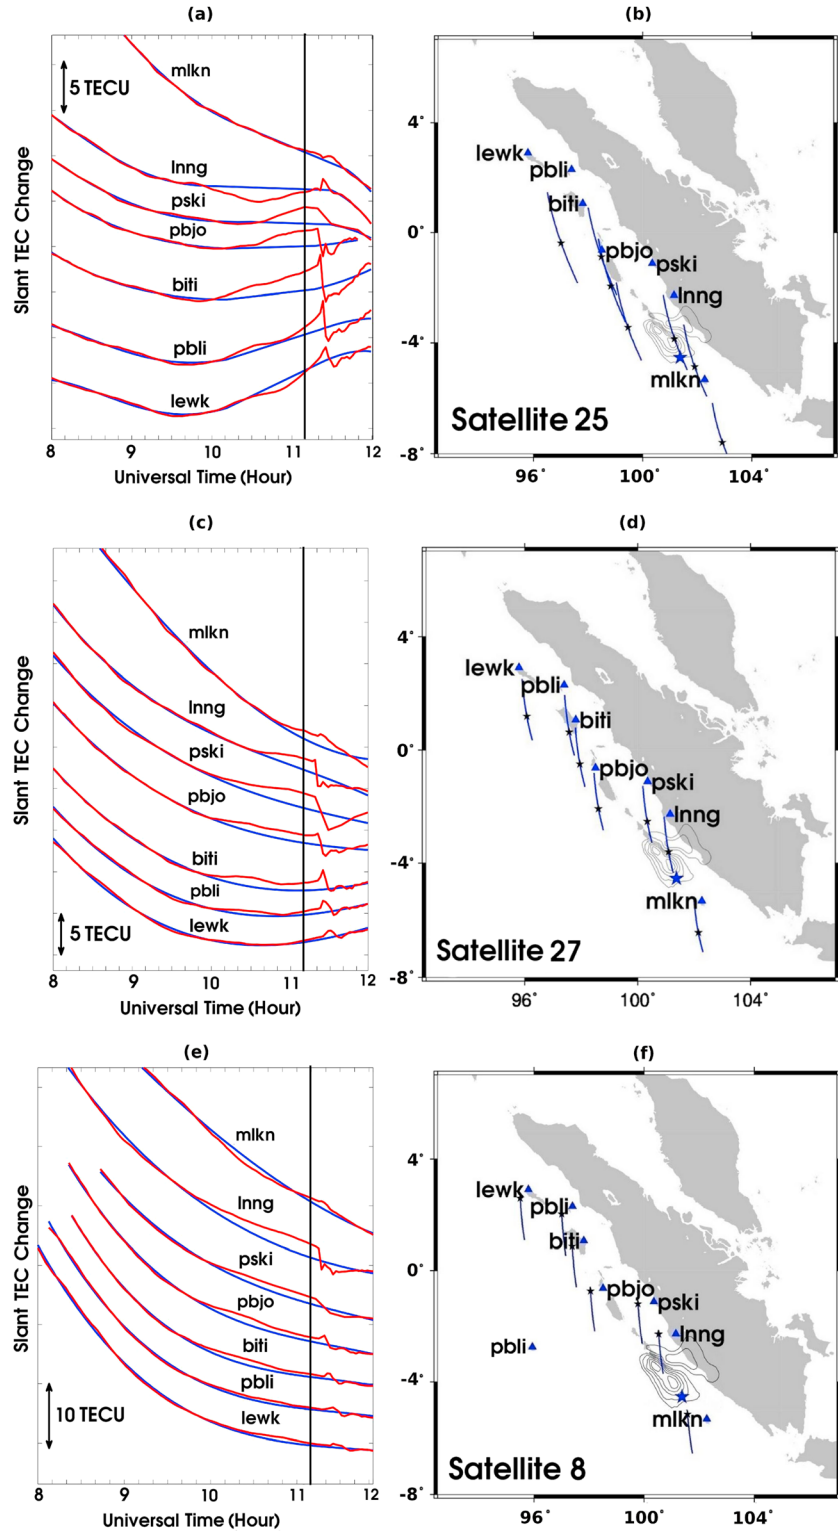 (a)
mlkn
5 TECU
lnng
pski
pbjo
biti
pbli
lewk
Slant TEC Change
8 9 10 11 12
Universal Time (Hour)
(b)
lewk
pbli
biti
pbjo
pski
lnng
mlkn
Satellite 25
4°
0°
-4°
-8°
96° 100° 104°
(c)
mlkn
lnng
pski
pbjo
biti
pbli
lewk
5 TECU
Slant TEC Change
8 9 10 11 12
Universal Time (Hour)
(d)
lewk
pbli
biti
pbjo
pski
lnng
mlkn
Satellite 27
4°
0°
-4°
-8°
96° 100° 104°
(e)
mlkn
lnng
pski
pbjo
biti
pbli
lewk
10 TECU
Slant TEC Change
8 9 10 11 12
Universal Time (Hour)
(f)
lewk
pbli
biti
pbjo
pski
lnng
pbli
mlkn
Satellite 8
4°
0°
-4°
-8°
96° 100° 104°